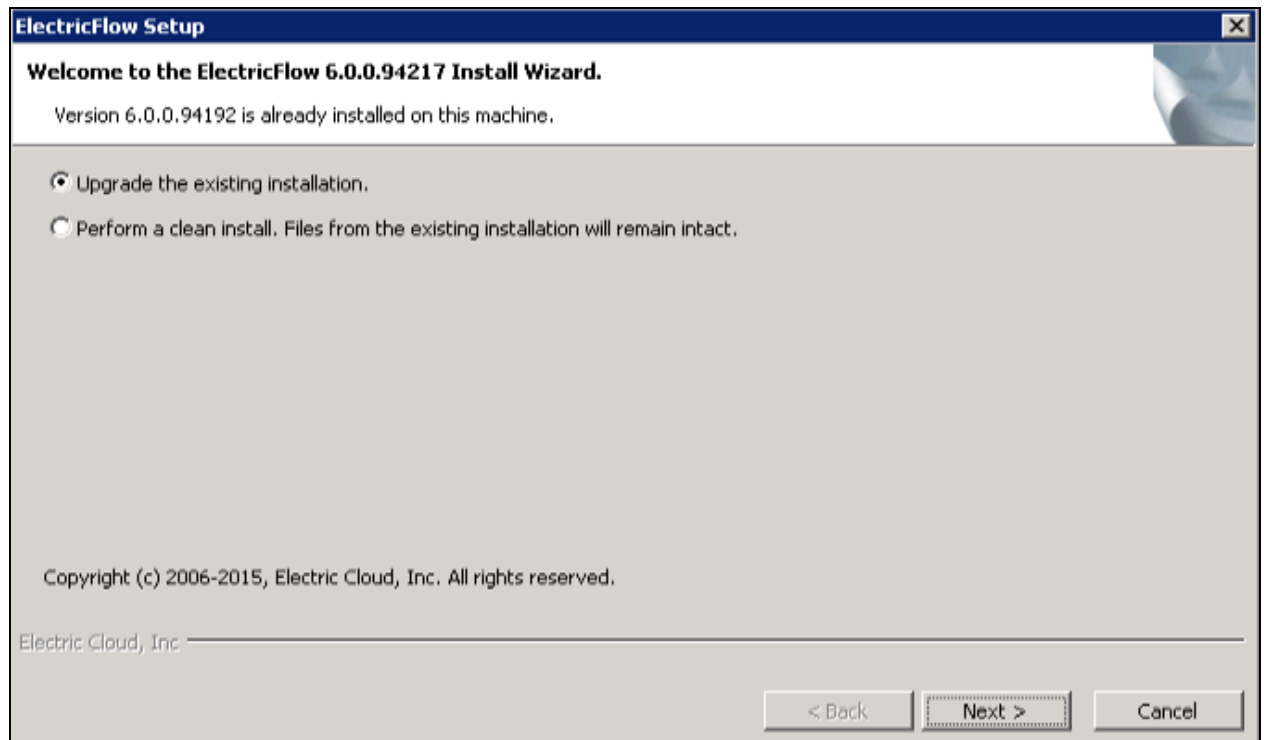 ElectricFlow Setup
Welcome to the ElectricFlow 6.0.0.94217 Install Wizard.
Version 6.0.0.94192 is already installed on this machine.
Upgrade the existing installation.
Perform a clean install. Files from the existing installation will remain intact.
Copyright (c) 2006-2015, Electric Cloud, Inc. All rights reserved.
Electric Cloud, Inc
< Back Next > Cancel